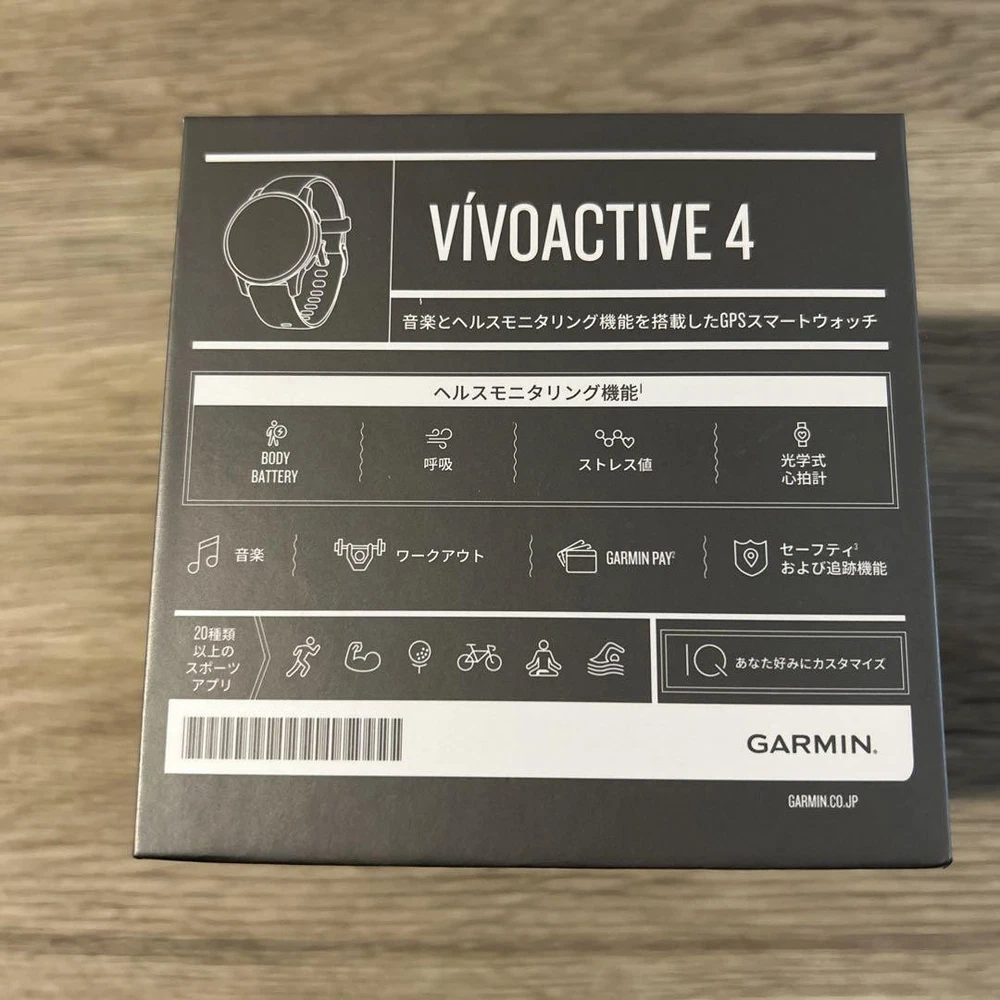 VÍVOACTIVE 4
音楽とヘルスモニタリング機能を搭載したGPSスマートウォッチ
ヘルスモニタリング機能¹
BODY
BATTERY
呼吸
ストレス値
光学式
心拍計
音楽
ワークアウト
GARMIN PAY²
セーフティ³
および追跡機能
20種類
以上の
スポーツ
アプリ
IQ あなた好みにカスタマイズ
GARMIN®
GARMIN.CO.JP